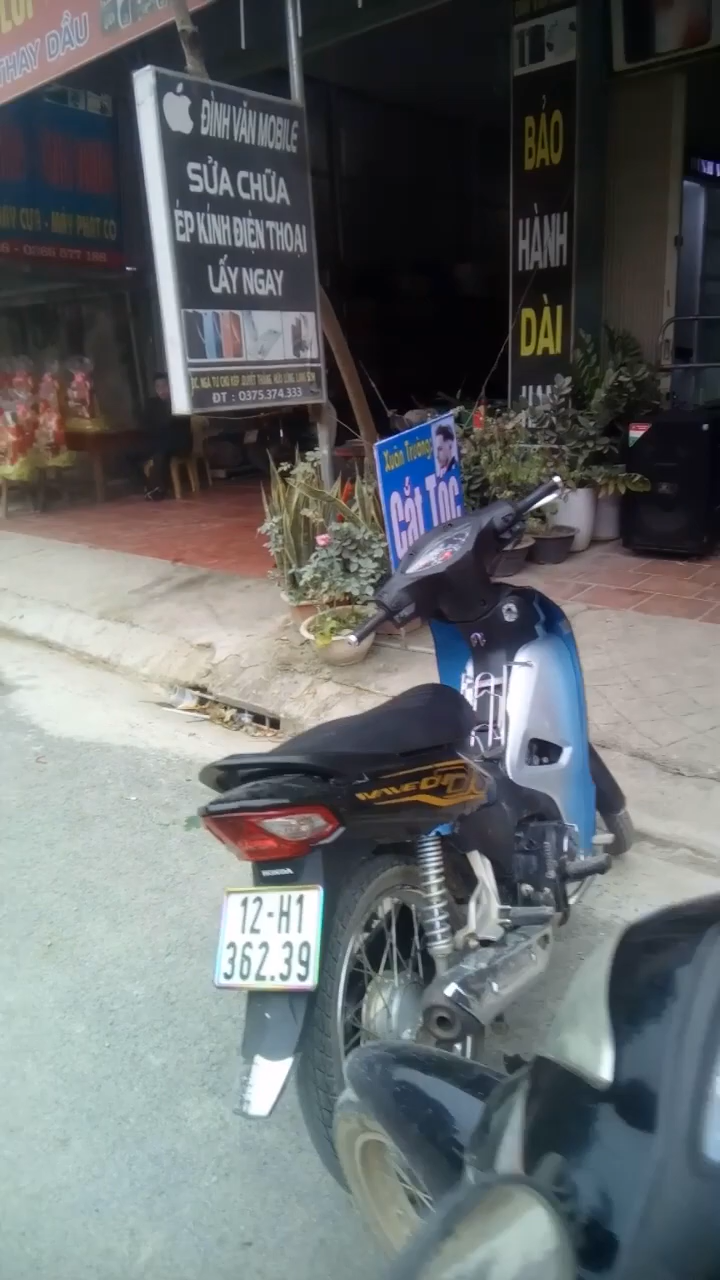 THAY DẦU
ĐÌNH VĂN MOBILE
SỬA CHỮA
ÉP KÍNH ĐIỆN THOẠI
LẤY NGAY
ĐT : 0375.374.333
BẢO
HÀNH
DÀI
Xuân Trường
Cắt Tóc
HONDA
12-H1
362.39